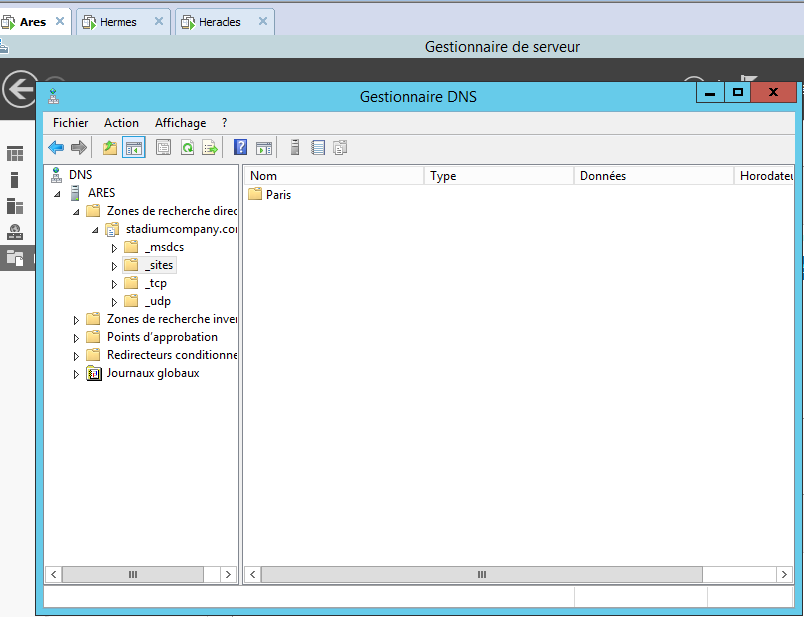 Ares Hermes Heracles
Gestionnaire de serveur
Gestionnaire DNS
Fichier Action Affichage ?
DNS
ARES
Zones de recherche direc
stadiumcompany.co
_msdcs
_sites
_tcp
_udp
Zones de recherche inver
Points d'approbation
Redirecteurs conditionne
Journaux globaux
Nom Type Données Horodateu
Paris